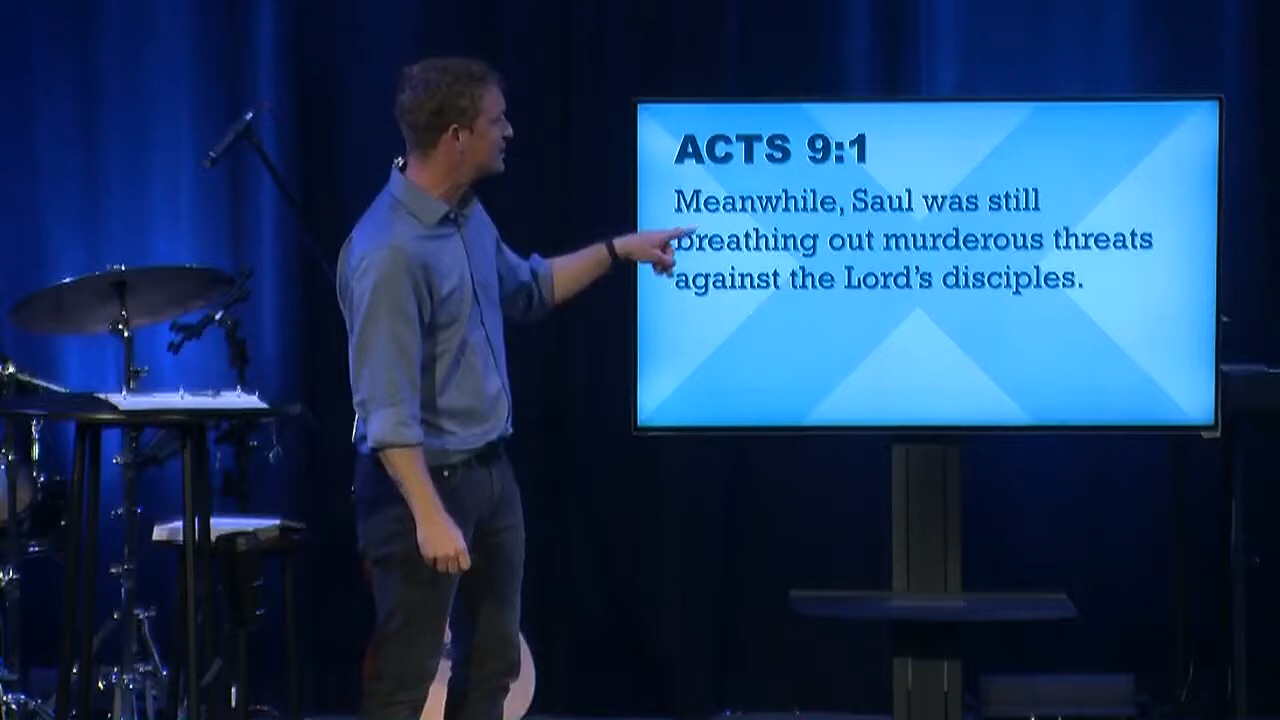 ACTS 9:1
Meanwhile, Saul was still
breathing out murderous threats
against the Lord's disciples.